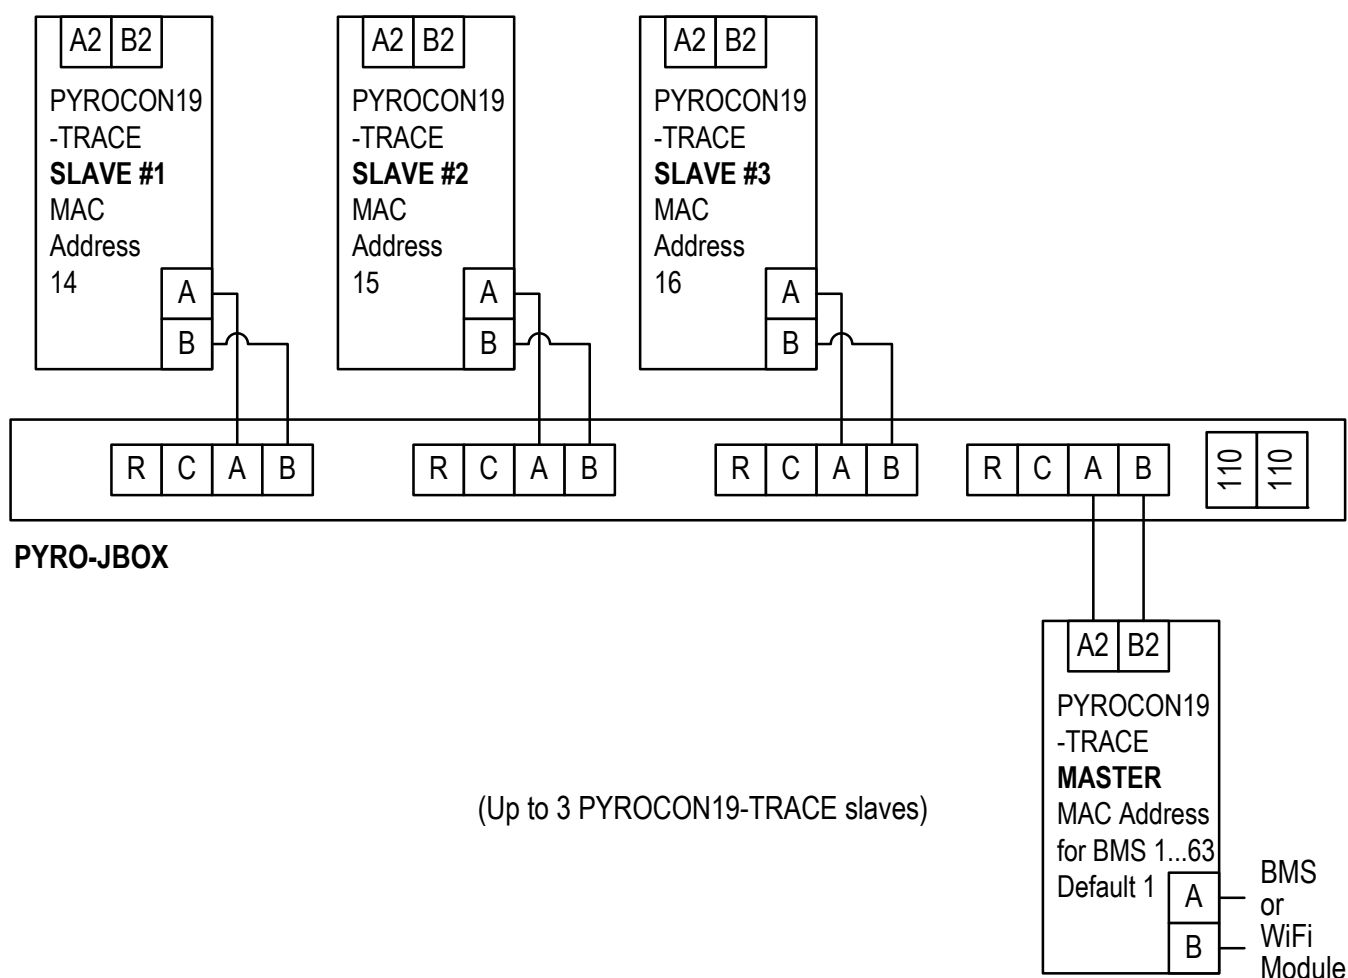 A2 B2
PYROCON19
-TRACE
SLAVE #1
MAC
Address
14
A
B
A2 B2
PYROCON19
-TRACE
SLAVE #2
MAC
Address
15
A
B
A2 B2
PYROCON19
-TRACE
SLAVE #3
MAC
Address
16
A
B
R C A B
R C A B
R C A B
R C A B
110
110
PYRO-JBOX
A2 B2
PYROCON19
-TRACE
MASTER
MAC Address
for BMS 1...63
Default 1
A
B
BMS
or
WiFi
Module
(Up to 3 PYROCON19-TRACE slaves)